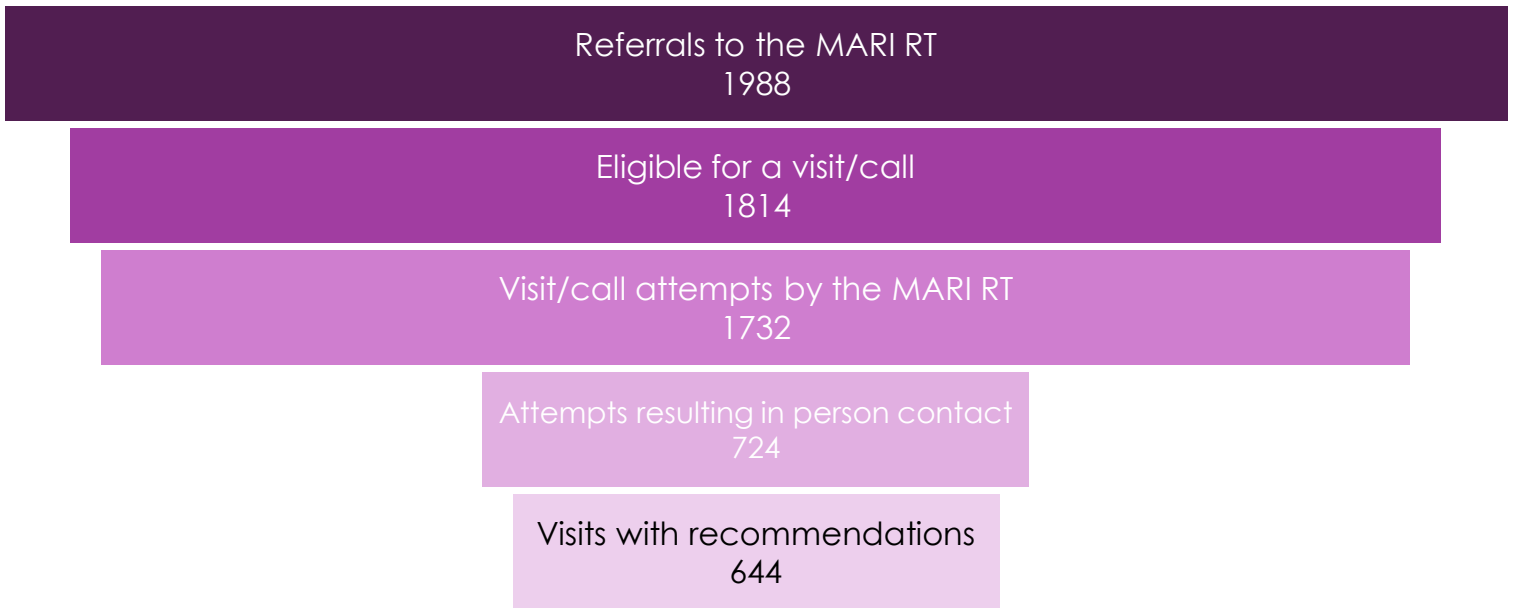 Referrals to the MARI RT
1988
Eligible for a visit/call
1814
Visit/call attempts by the MARI RT
1732
Attempts resulting in person contact
724
Visits with recommendations
644